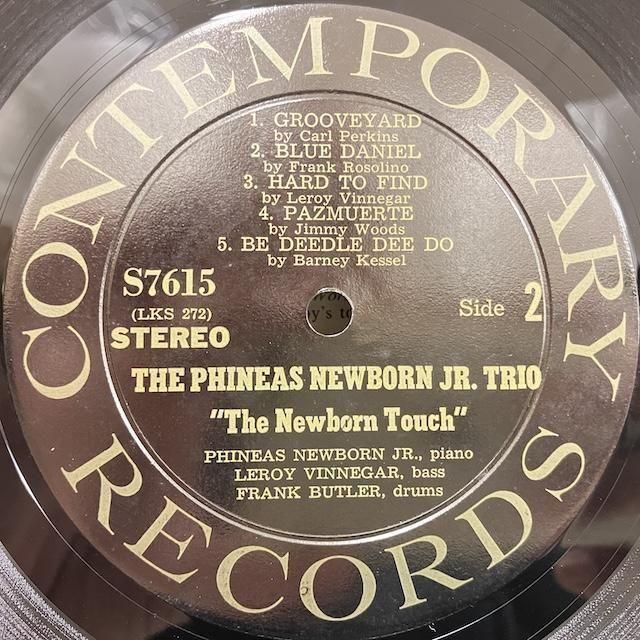 CONTEMPORARY
1. GROOVEYARD
by Carl Perkins
2. BLUE DANIEL
by Frank Rosolino
3. HARD TO FIND
by Leroy Vinnegar
4. PAZMUERTE
by Jimmy Woods
5. BE DEEDLE DEE DO
by Barney Kessel
S7615
(LKS 272)
STEREO
Side 2
THE PHINEAS NEWBORN JR. TRIO
"The Newborn Touch"
PHINEAS NEWBORN JR., piano
LEROY VINNEGAR, bass
FRANK BUTLER, drums
RECORDS